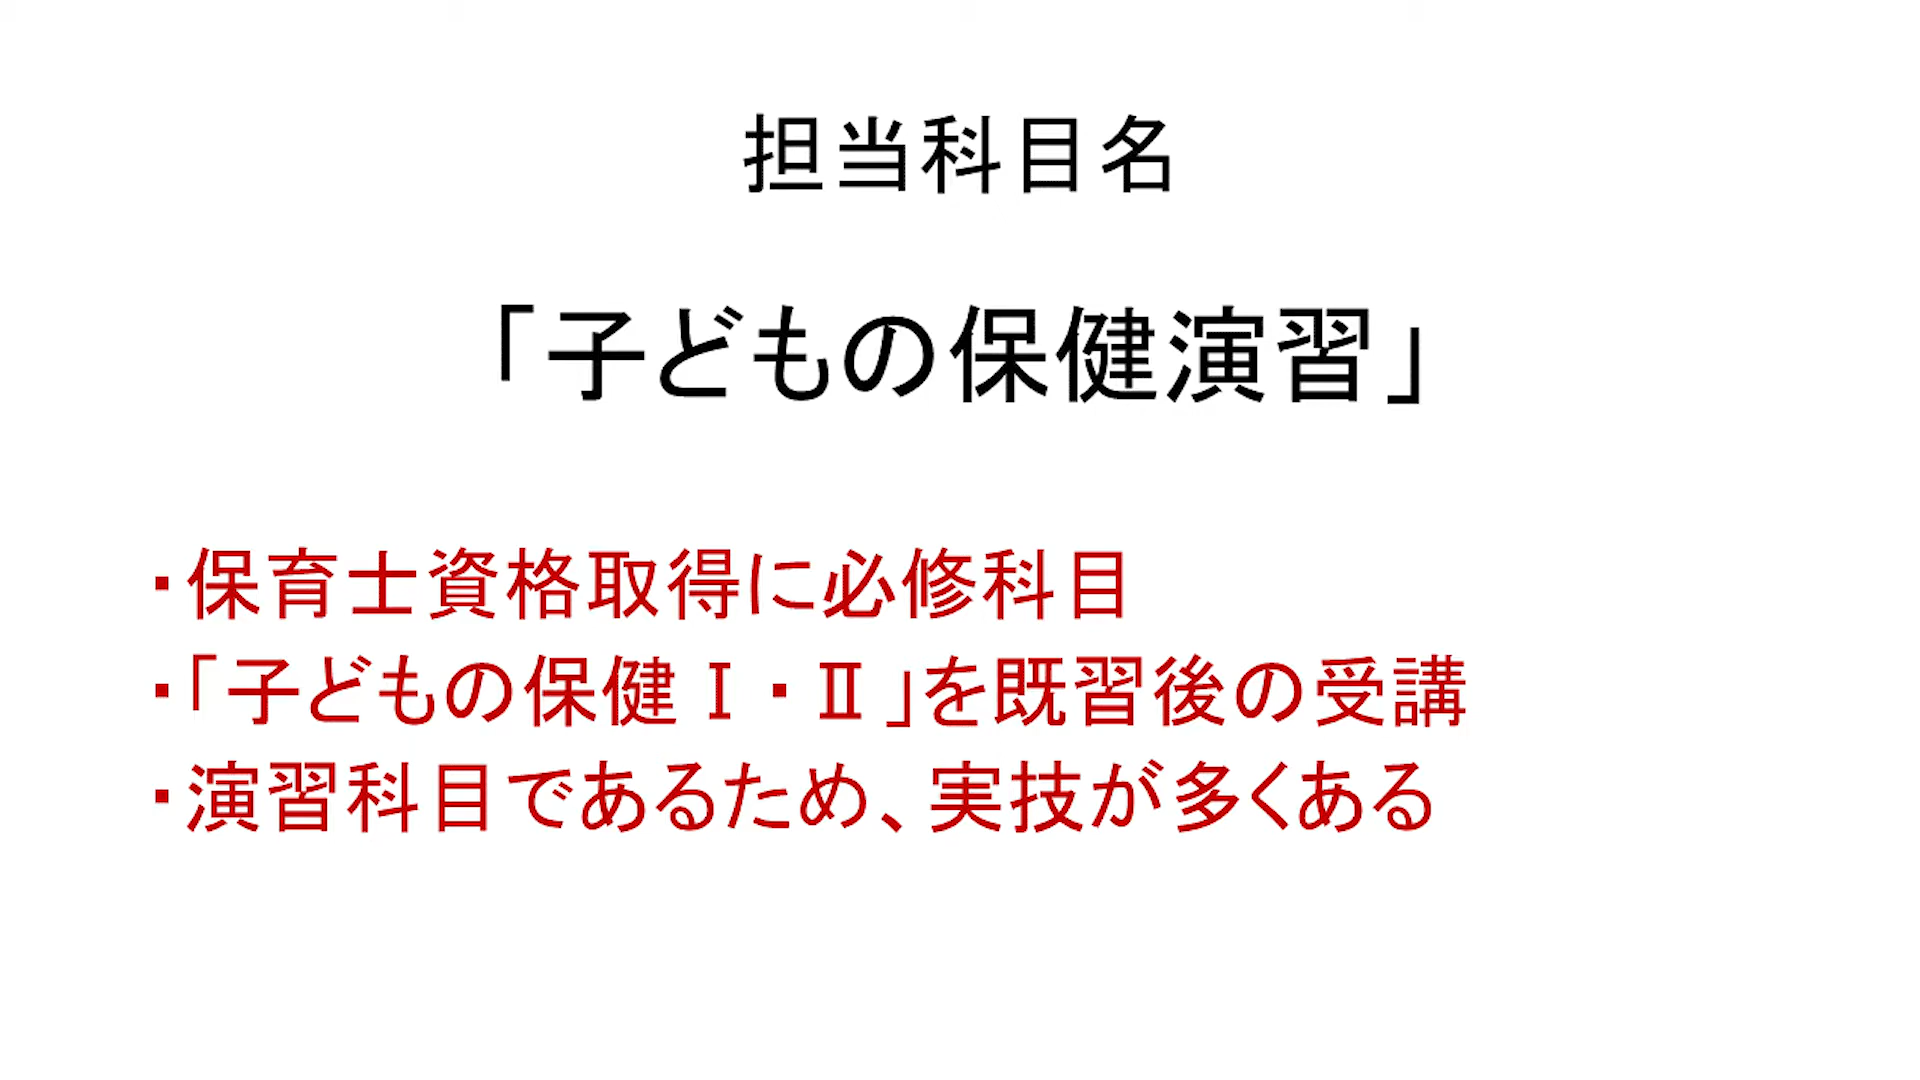 担当科目名
「子どもの保健演習」
・保育士資格取得に必修科目
・「子どもの保健Ⅰ・Ⅱ」を既習後の受講
・演習科目であるため、実技が多くある